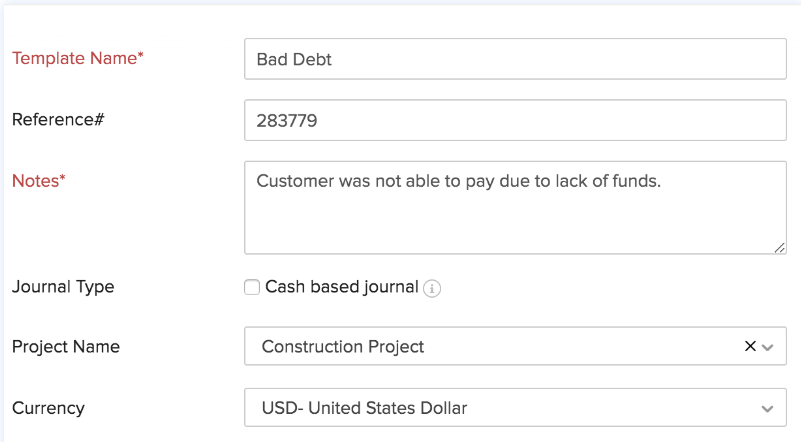 Template Name*
Bad Debt
Reference#
283779
Notes*
Customer was not able to pay due to lack of funds.
Journal Type
Cash based journal
Project Name
Construction Project
Currency
USD- United States Dollar